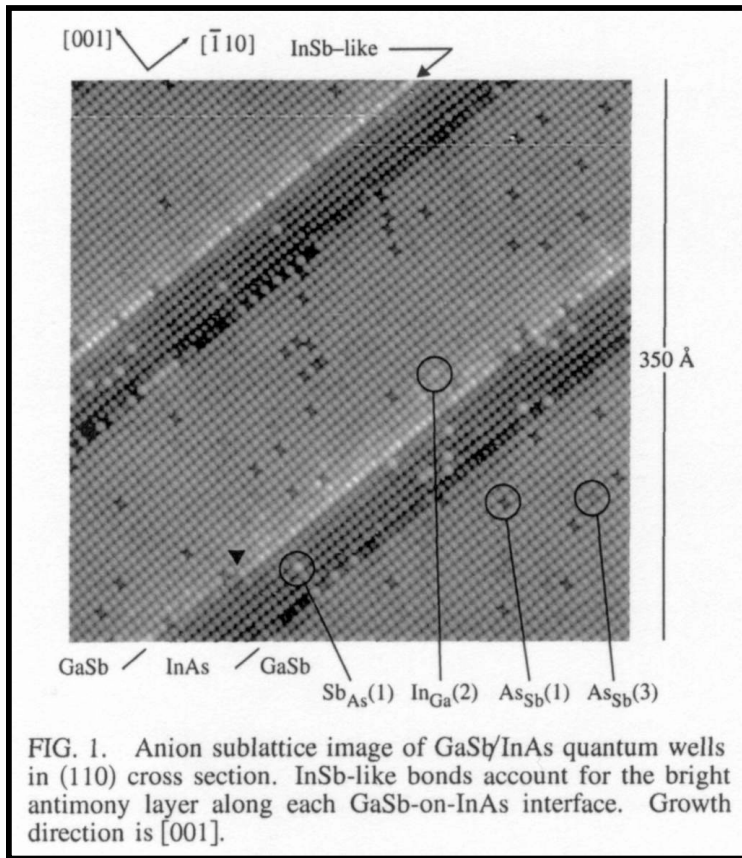 [001] [1̅10] InSb–like
350 Å
GaSb InAs GaSb
Sb_As(1) In_Ga(2) As_Sb(1) As_Sb(3)
FIG. 1. Anion sublattice image of GaSb/InAs quantum wells
in (110) cross section. InSb-like bonds account for the bright
antimony layer along each GaSb-on-InAs interface. Growth
direction is [001].